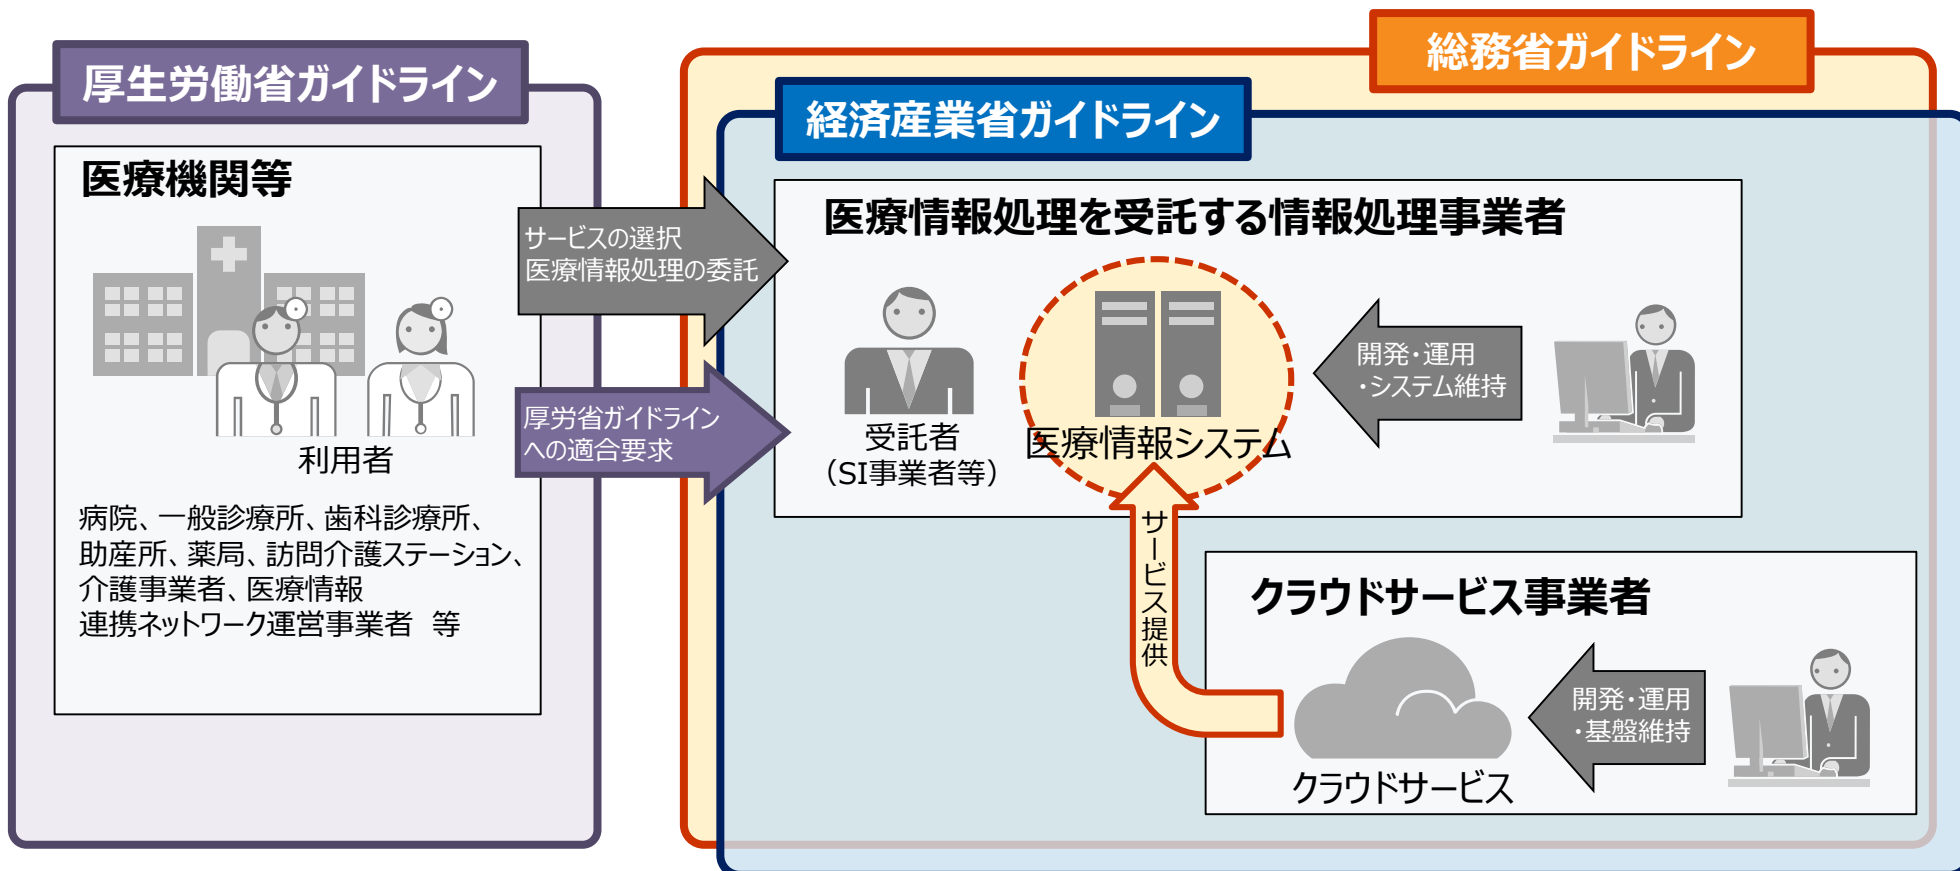 厚生労働省ガイドライン
医療機関等
利用者
病院、一般診療所、歯科診療所、
助産所、薬局、訪問介護ステーション、
介護事業者、医療情報
連携ネットワーク運営事業者 等
サービスの選択
医療情報処理の委託
厚労省ガイドライン
への適合要求
総務省ガイドライン
経済産業省ガイドライン
医療情報処理を受託する情報処理事業者
受託者
（SI事業者等）
医療情報システム
開発・運用
・システム維持
サービス提供
クラウドサービス事業者
クラウドサービス
開発・運用
・基盤維持